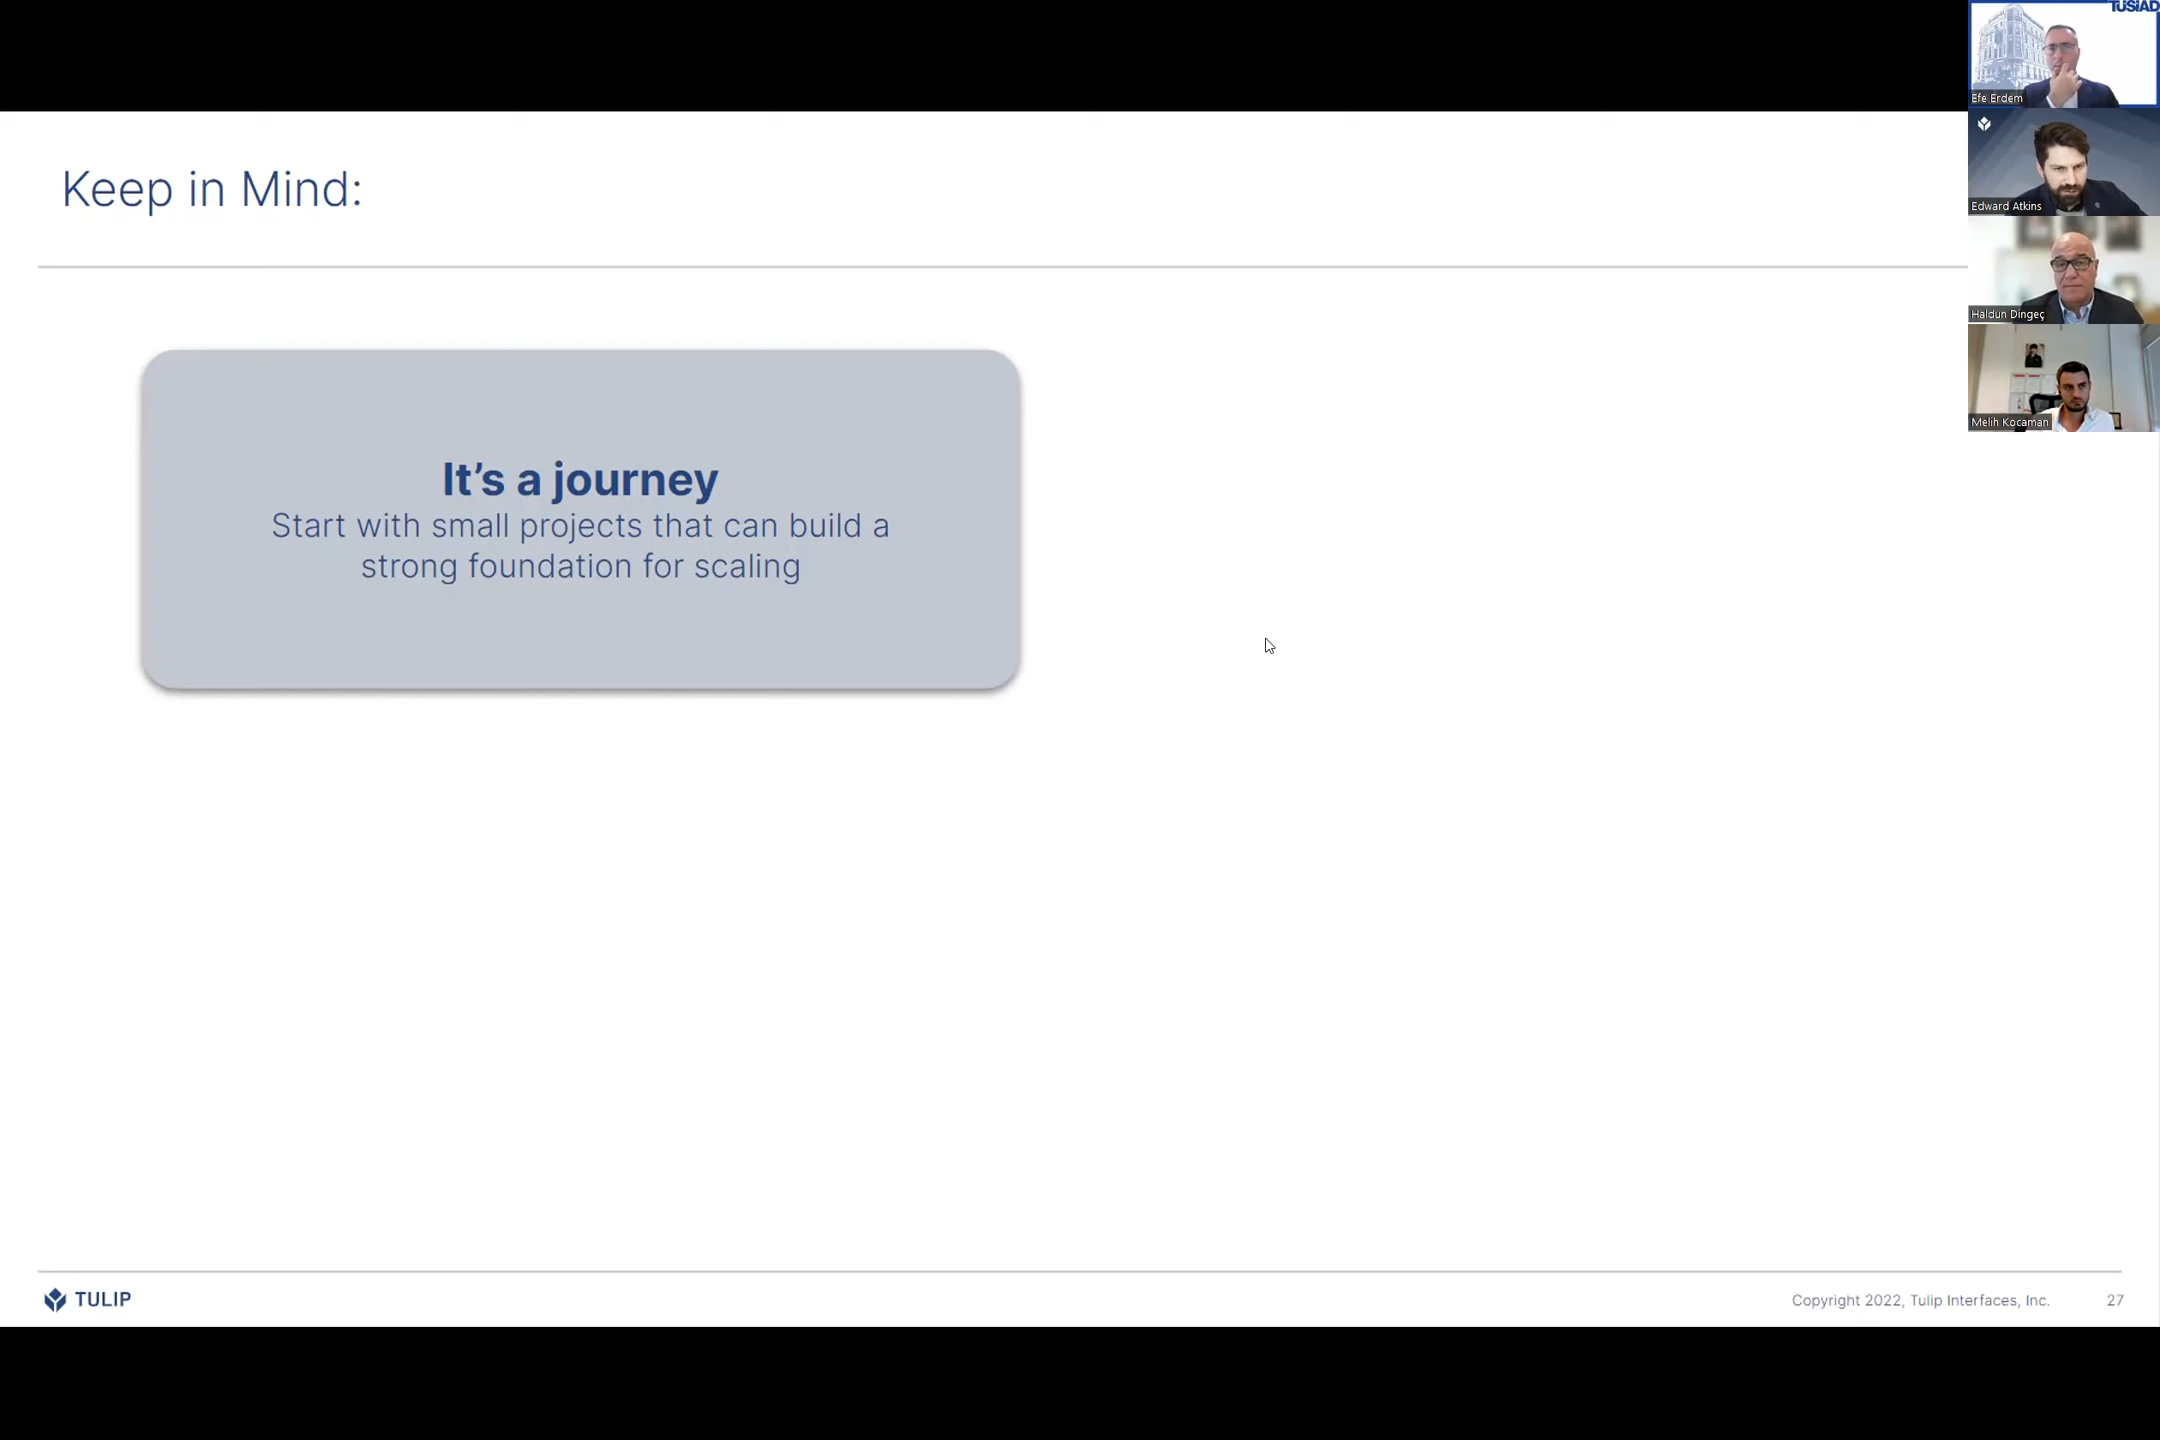 TÜSİAD
Efe Erdem
Edward Atkins
Haldun Dingeç
Melih Kocaman
Keep in Mind:
It’s a journey
Start with small projects that can build a
strong foundation for scaling
TULIP
Copyright 2022, Tulip Interfaces, Inc.
27